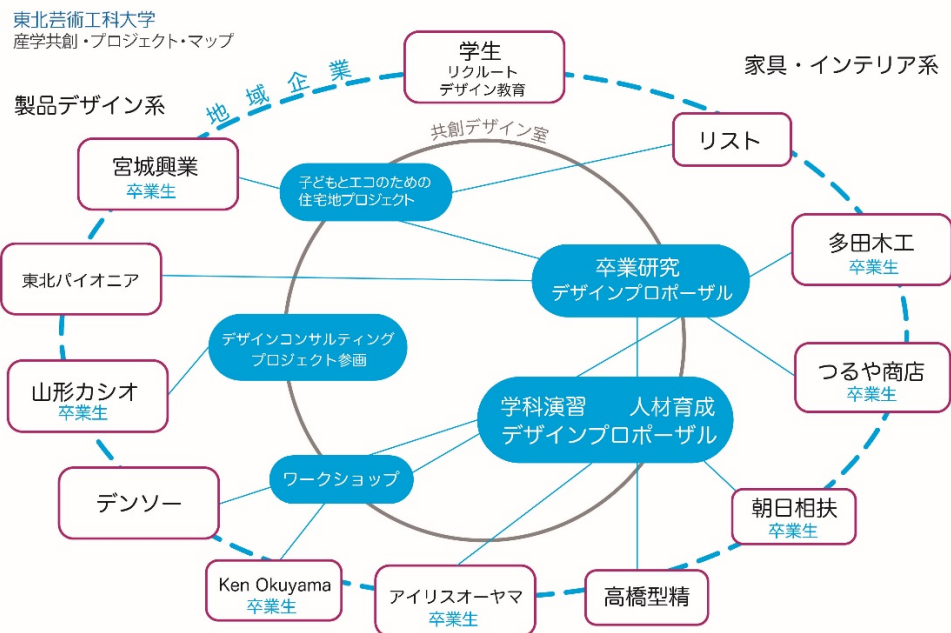 東北芸術工科大学
産学共創・プロジェクト・マップ
製品デザイン系
地域企業
学生
リクルート
デザイン教育
家具・インテリア系
共創デザイン室
リスト
宮城興業
卒業生
子どもとエコのための
住宅地プロジェクト
多田木工
卒業生
東北パイオニア
卒業研究
デザインプロポーザル
デザインコンサルティング
プロジェクト参画
山形カシオ
卒業生
つるや商店
卒業生
学科演習 人材育成
デザインプロポーザル
デンソー
ワークショップ
朝日相扶
卒業生
Ken Okuyama
卒業生
アイリスオーヤマ
卒業生
高橋型精